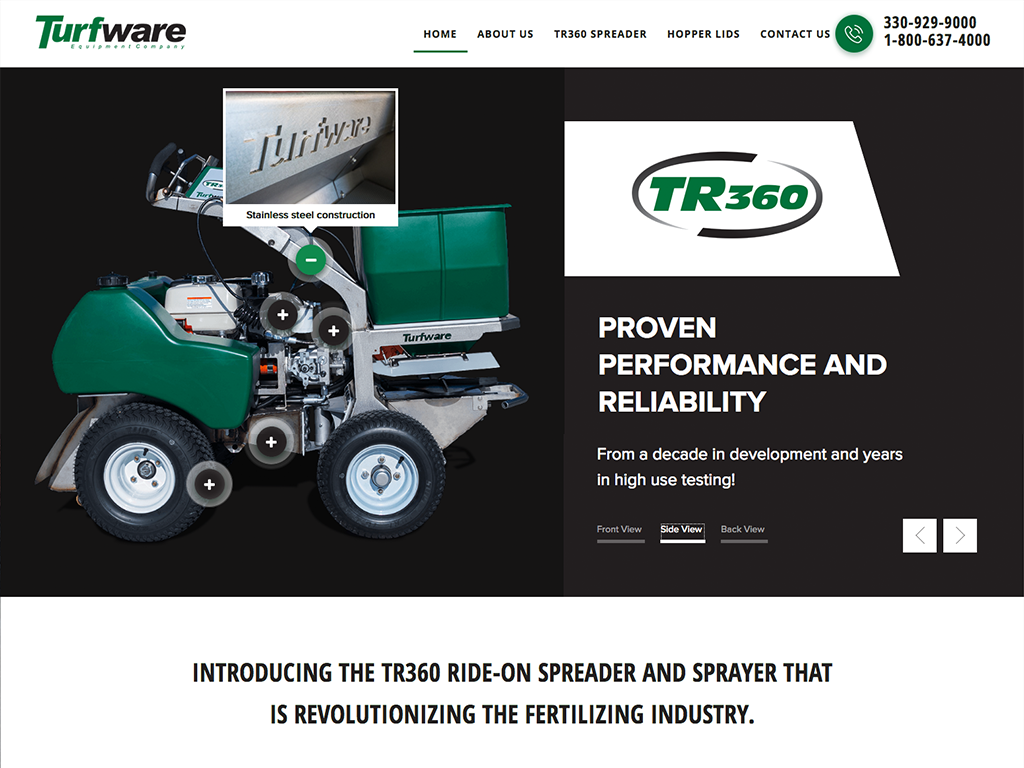 Turfware
Equipment Company
HOME
ABOUT US
TR360 SPREADER
HOPPER LIDS
CONTACT US
330-929-9000
1-800-637-4000
Turfware
Stainless steel construction
TR3
Turfware
Turfware
TR360
PROVEN
PERFORMANCE AND
RELIABILITY
From a decade in development and years
in high use testing!
Front View
Side View
Back View
INTRODUCING THE TR360 RIDE-ON SPREADER AND SPRAYER THAT
IS REVOLUTIONIZING THE FERTILIZING INDUSTRY.